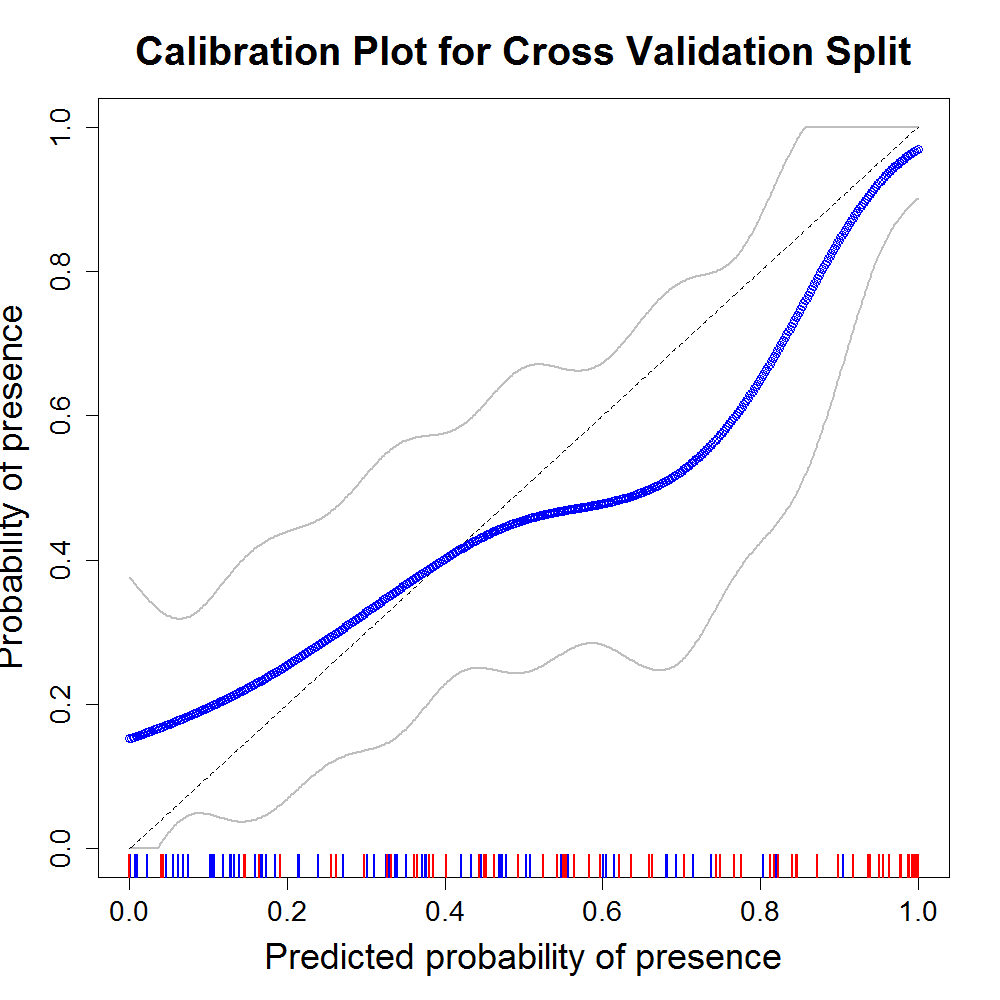 Calibration Plot for Cross Validation Split
Probability of presence
1.0
0.8
0.6
0.4
0.2
0.0
0.0 0.2 0.4 0.6 0.8 1.0
Predicted probability of presence